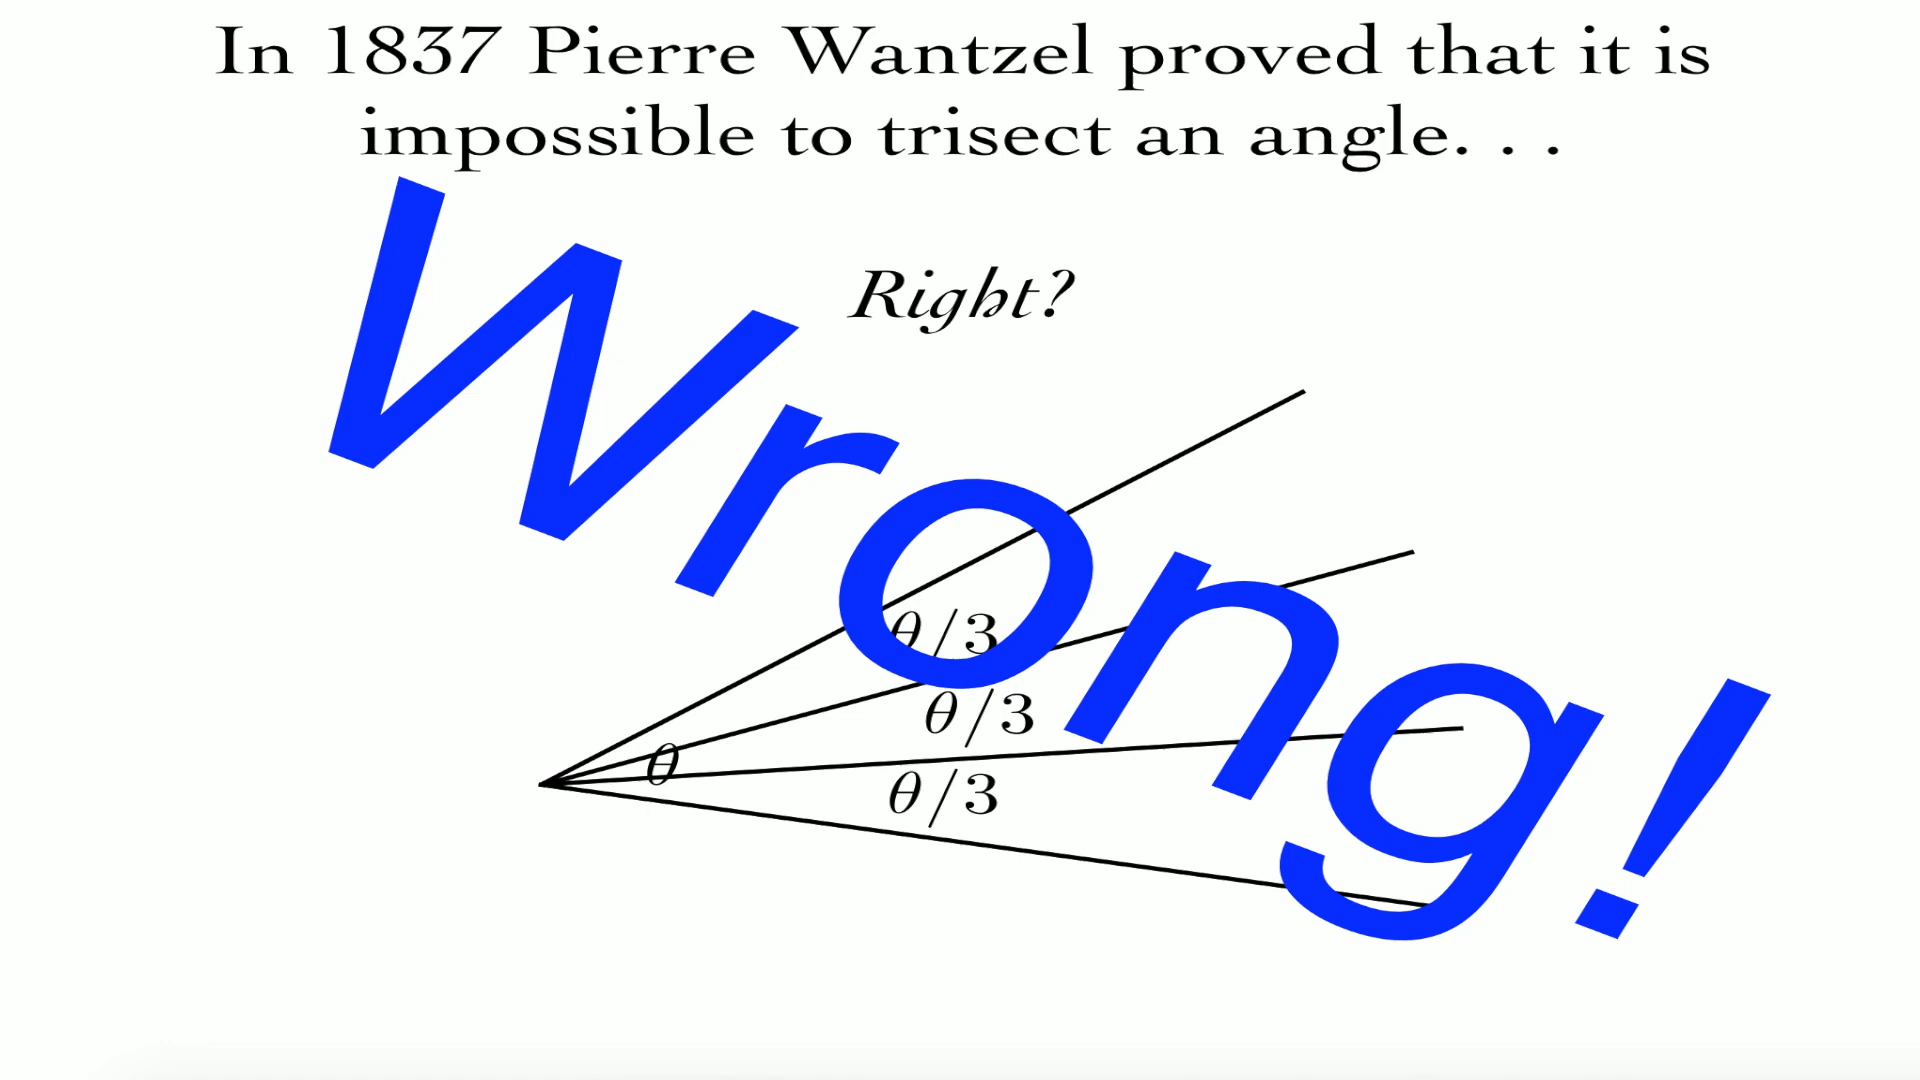 In 1837 Pierre Wantzel proved that it is
impossible to trisect an angle. . .
Right?
Wrong!
θ/3
θ/3
θ
θ/3